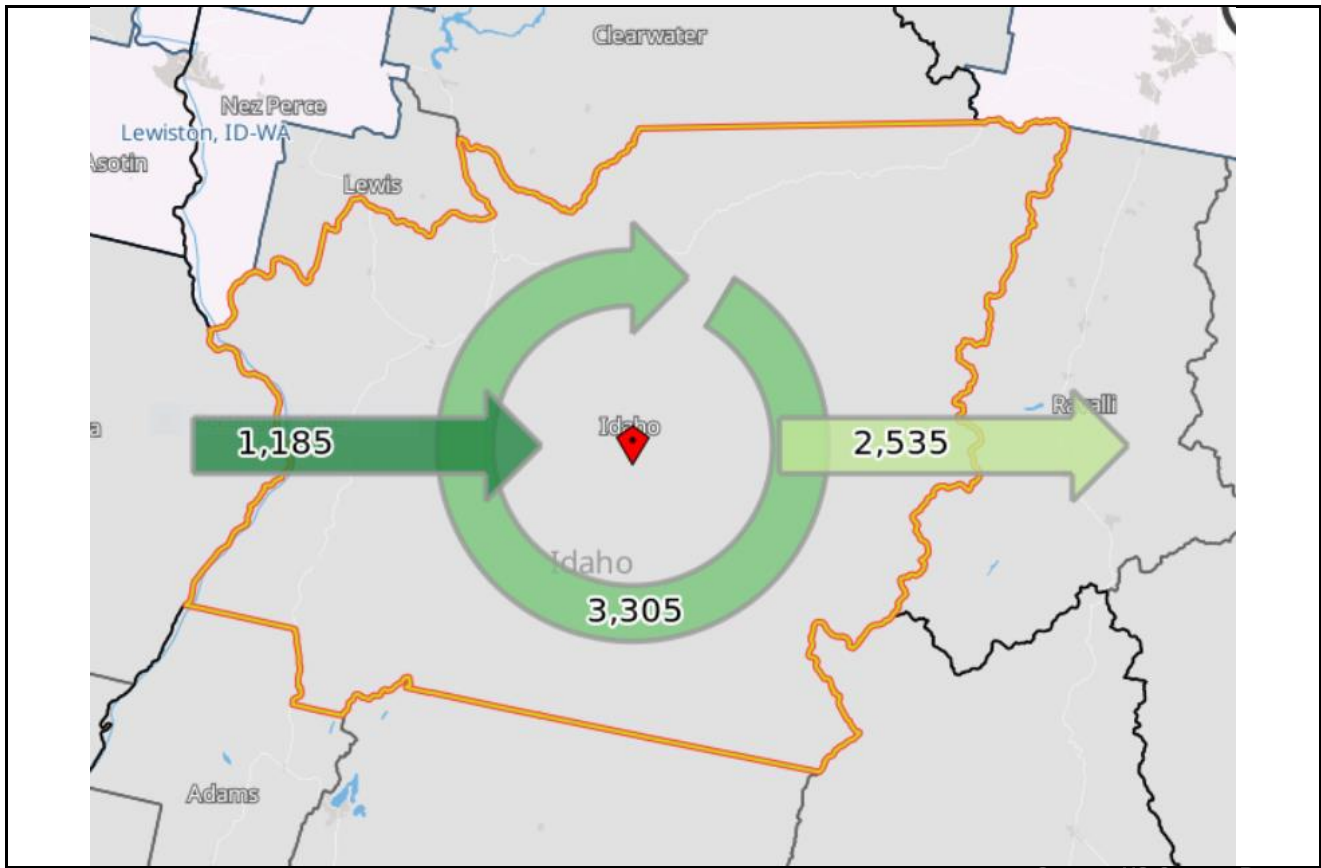 Clearwater
Nez Perce
Lewiston, ID-WA
Asotin
Lewis
Ravalli
Idaho
a
1,185
2,535
Idaho
3,305
Adams